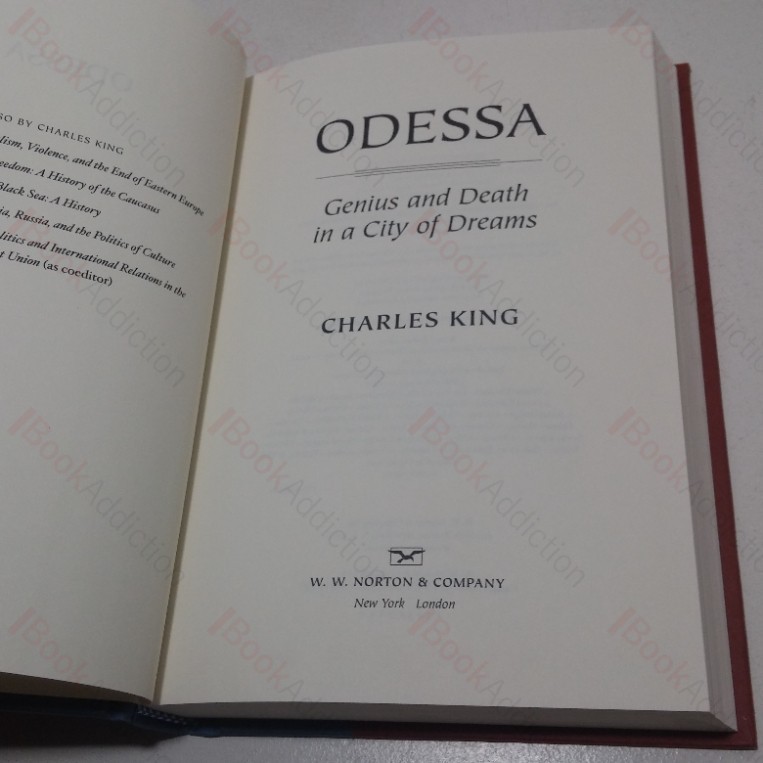 SO BY CHARLES KING
lism, Violence, and the End of Eastern Europe
eedom: A History of the Caucasus
Black Sea: A History
ia, Russia, and the Politics of Culture
litics and International Relations in the
t Union (as coeditor)
ODESSA
Genius and Death
in a City of Dreams
CHARLES KING
W. W. NORTON & COMPANY
New York London
BookAddiction